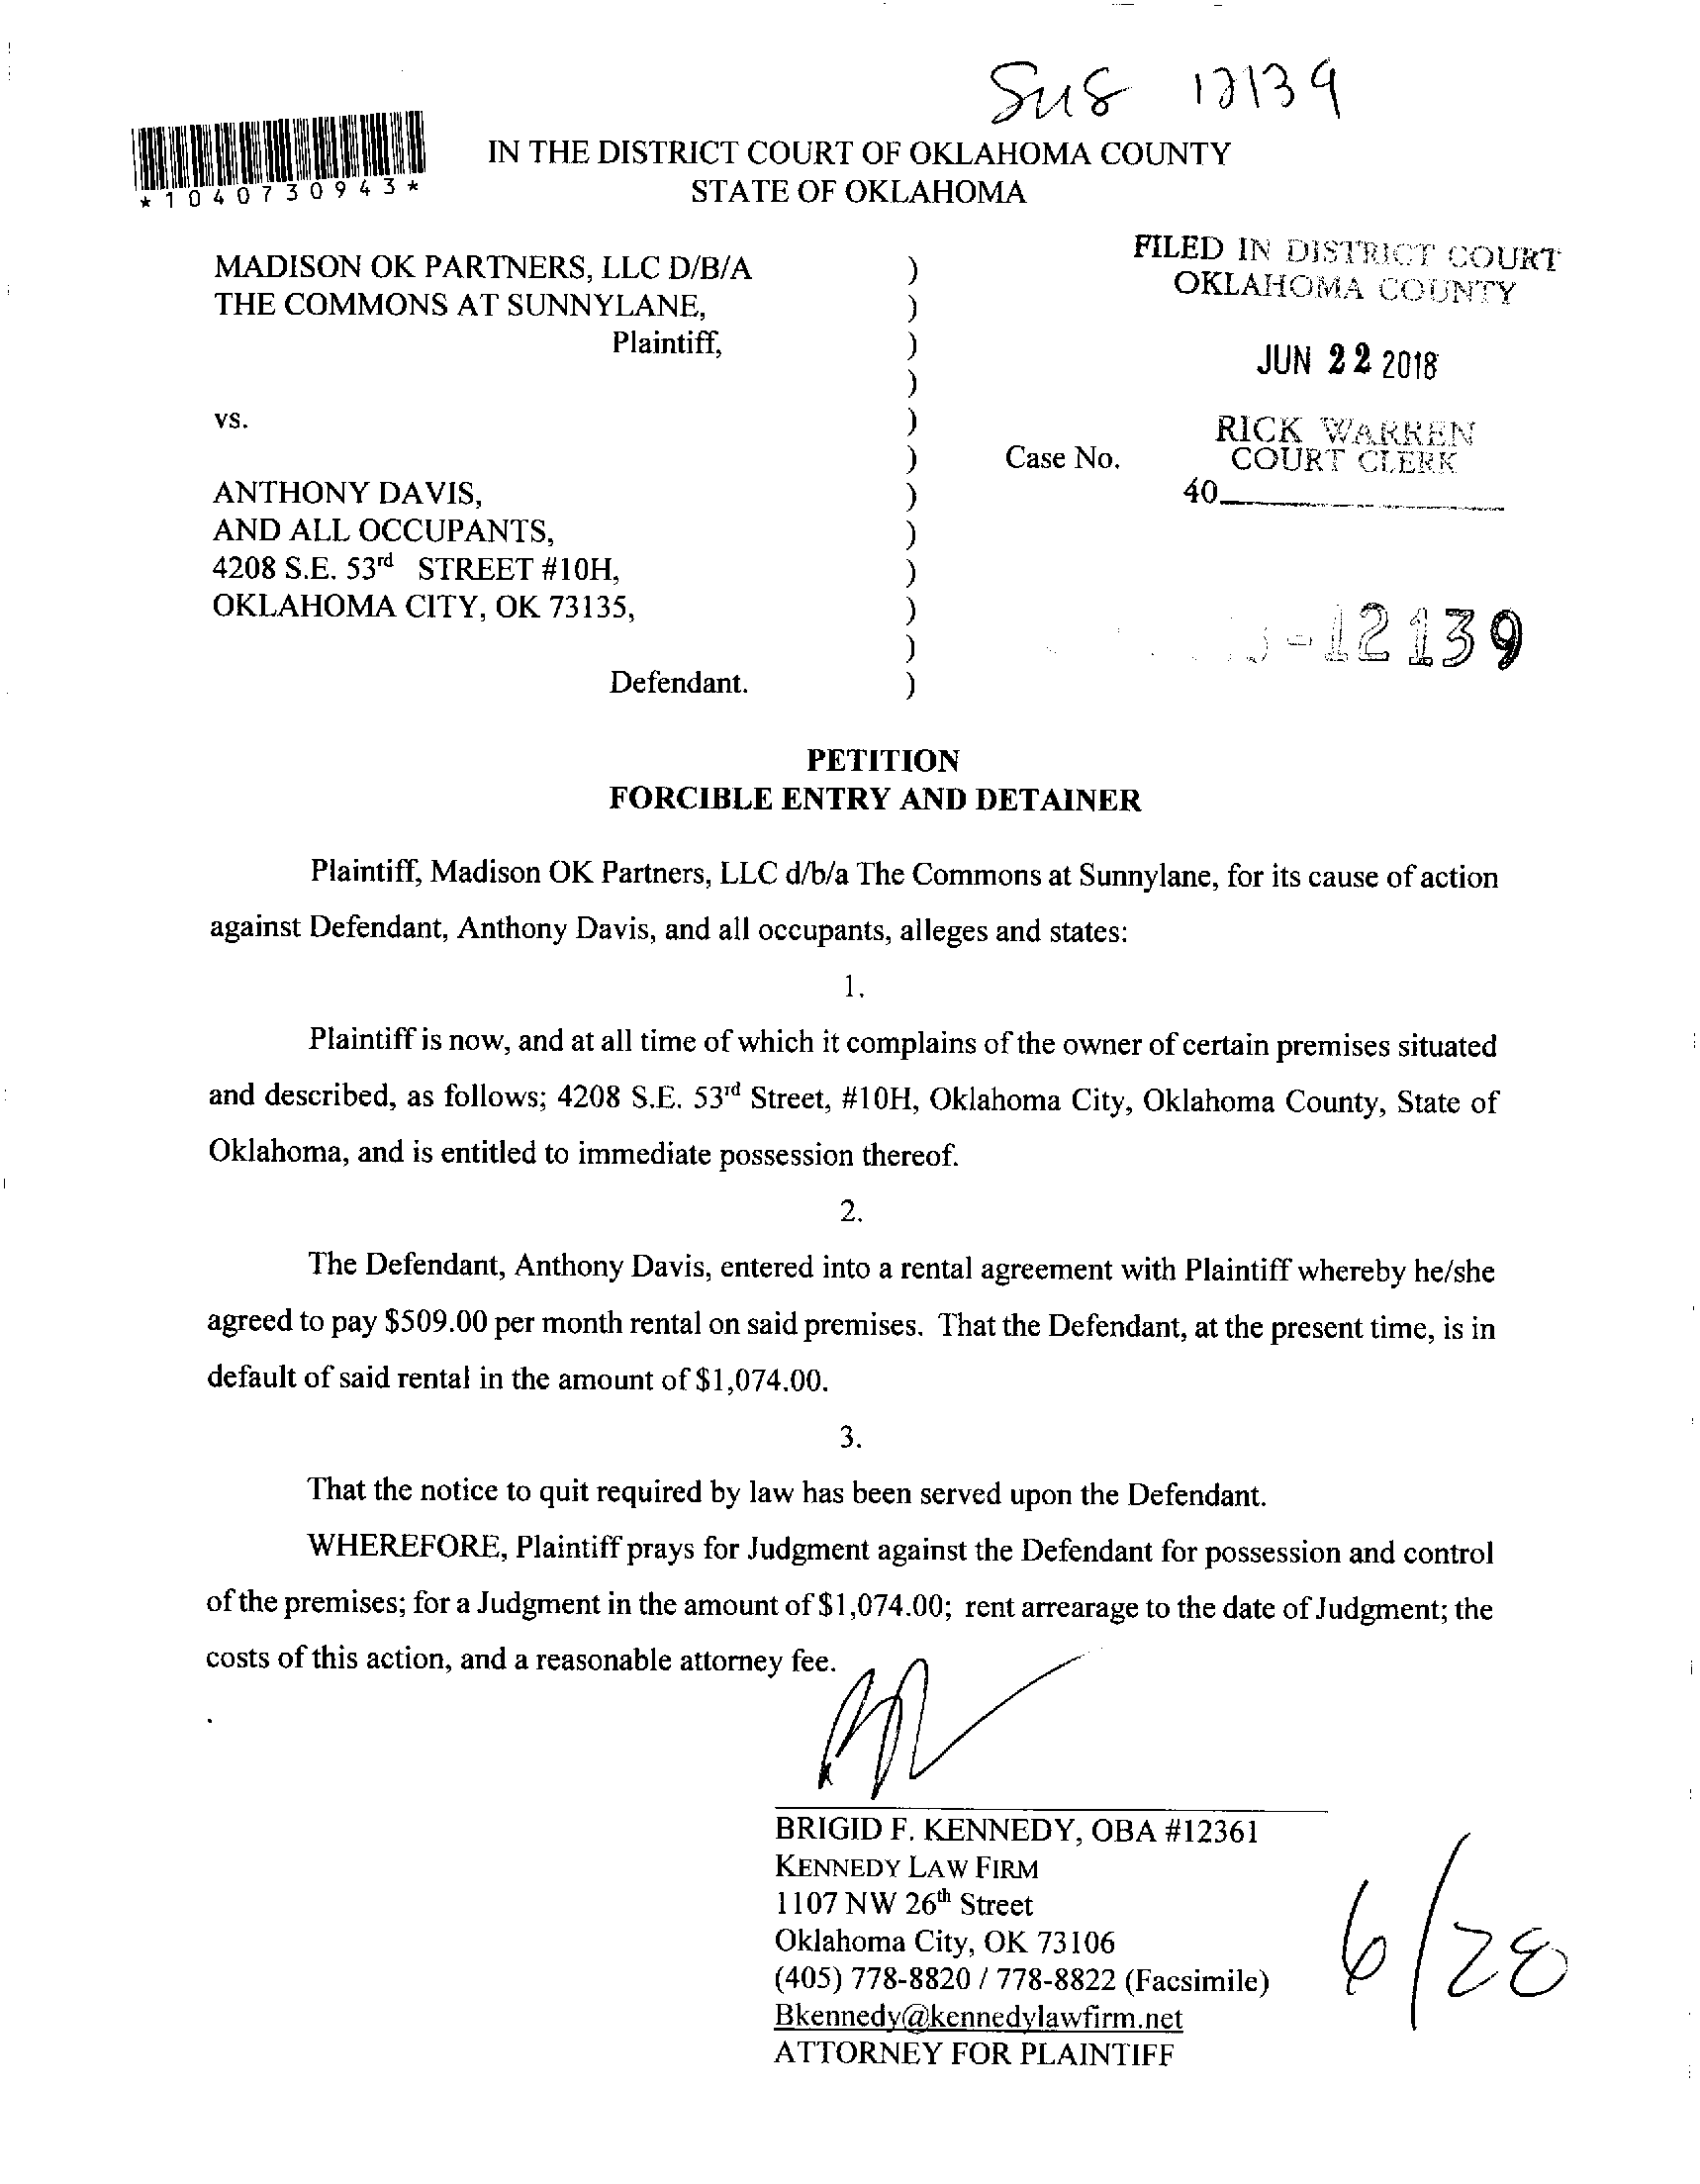 12139
IN THE DISTRICT COURT OF OKLAHOMA COUNTY
STATE OF OKLAHOMA
*1040730943*
FILED IN DISTRICT COURT
OKLAHOMA COUNTY
JUN 22 2018
RICK WARREN
COURT CLERK
40
MADISON OK PARTNERS, LLC D/B/A )
THE COMMONS AT SUNNYLANE, )
Plaintiff, )
)
vs. )
) Case No.
ANTHONY DAVIS, )
AND ALL OCCUPANTS, )
4208 S.E. 53rd STREET #10H, )
OKLAHOMA CITY, OK 73135, )
)
Defendant. )
-12139
PETITION
FORCIBLE ENTRY AND DETAINER
Plaintiff, Madison OK Partners, LLC d/b/a The Commons at Sunnylane, for its cause of action
against Defendant, Anthony Davis, and all occupants, alleges and states:
1.
Plaintiff is now, and at all time of which it complains of the owner of certain premises situated
and described, as follows; 4208 S.E. 53rd Street, #10H, Oklahoma City, Oklahoma County, State of
Oklahoma, and is entitled to immediate possession thereof.
2.
The Defendant, Anthony Davis, entered into a rental agreement with Plaintiff whereby he/she
agreed to pay $509.00 per month rental on said premises. That the Defendant, at the present time, is in
default of said rental in the amount of $1,074.00.
3.
That the notice to quit required by law has been served upon the Defendant.
WHEREFORE, Plaintiff prays for Judgment against the Defendant for possession and control
of the premises; for a Judgment in the amount of $1,074.00; rent arrearage to the date of Judgment; the
costs of this action, and a reasonable attorney fee.
BRIGID F. KENNEDY, OBA #12361
KENNEDY LAW FIRM
1107 NW 26th Street
Oklahoma City, OK 73106
(405) 778-8820 / 778-8822 (Facsimile)
Bkennedy@kennedylawfirm.net
ATTORNEY FOR PLAINTIFF
6/28